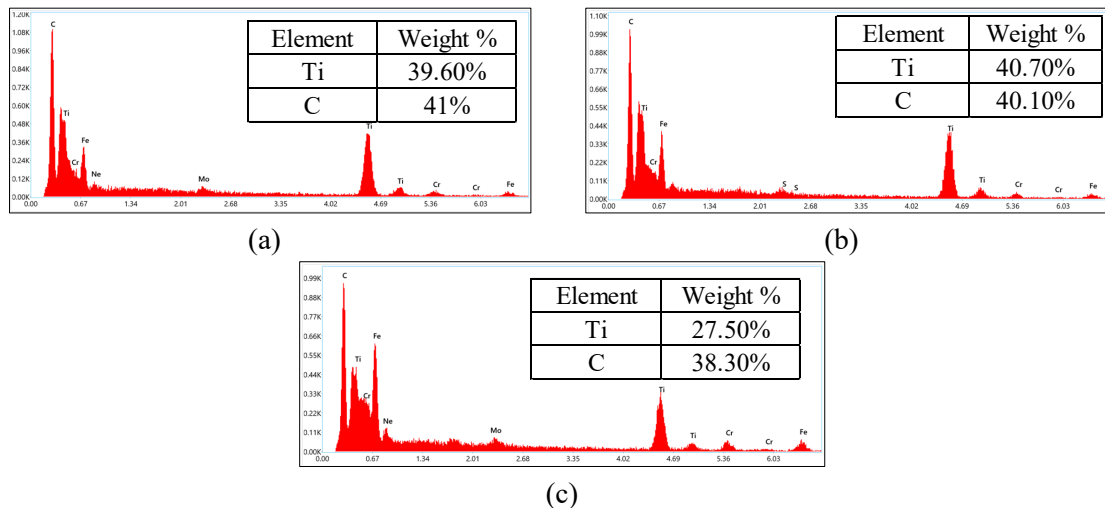 1.20K
1.08K
0.96K
0.84K
0.72K
0.60K
0.48K
0.36K
0.24K
0.12K
0.00K
0.00 0.67 1.34 2.01 2.68 3.35 4.02 4.69 5.36 6.03
C
Ti
Cr
Fe
Ne
Mo
Ti
Ti
Cr
Cr
Fe
Element Weight %
Ti 39.60%
C 41%
(a)
1.10K
0.99K
0.88K
0.77K
0.66K
0.55K
0.44K
0.33K
0.22K
0.11K
0.00K
0.00 0.67 1.34 2.01 2.68 3.35 4.02 4.69 5.36 6.03
C
Ti
Cr
Fe
S
S
Ti
Ti
Cr
Cr
Fe
Element Weight %
Ti 40.70%
C 40.10%
(b)
0.99K
0.88K
0.77K
0.66K
0.55K
0.44K
0.33K
0.22K
0.11K
0.00K
0.00 0.67 1.34 2.01 2.68 3.35 4.02 4.69 5.36 6.03
C
Ti
Cr
Fe
Ne
Mo
Ti
Ti
Cr
Cr
Fe
Element Weight %
Ti 27.50%
C 38.30%
(c)